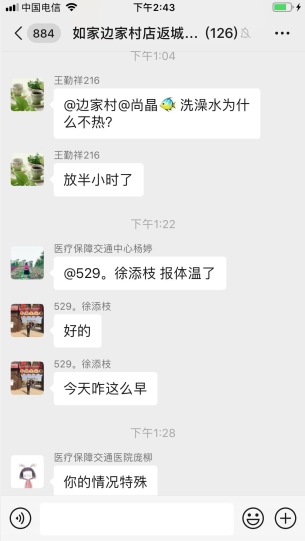 中国电信 下午2:43
884 如家边家村店返城... (126)
下午1:04
王勤祥216
@边家村@尚晶🐠 洗澡水为什
么不热?
王勤祥216
放半小时了
下午1:22
医疗保障交通中心杨婷
@529。徐添枝 报体温了
529。徐添枝
好的
529。徐添枝
今天咋这么早
下午1:28
医疗保障交通医院庞柳
你的情况特殊